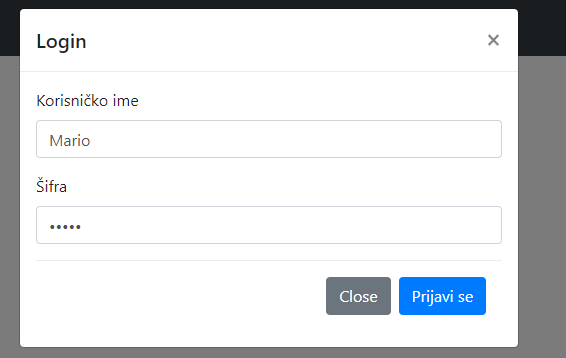 Login
×
Korisničko ime
Mario
Šifra
•••••
Close Prijavi se